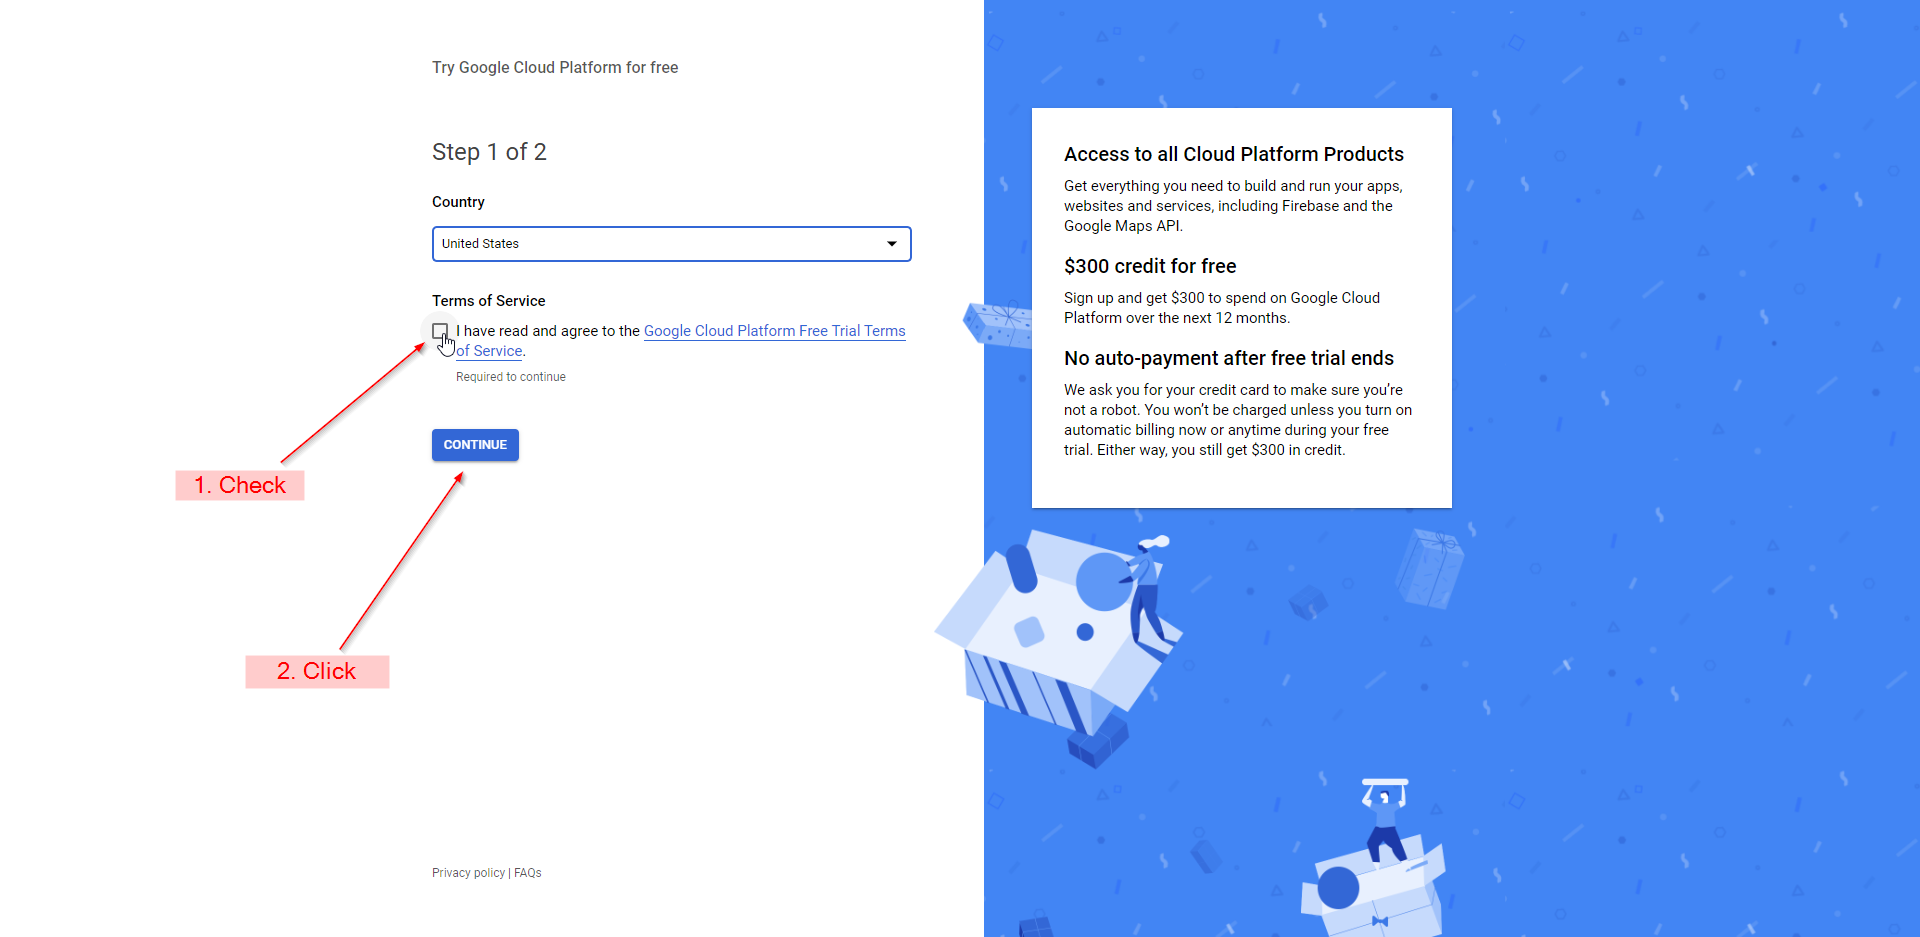 Try Google Cloud Platform for free
Step 1 of 2
Country
United States
Terms of Service
I have read and agree to the Google Cloud Platform Free Trial Terms
of Service.
Required to continue
CONTINUE
1. Check
2. Click
Privacy policy | FAQs
Access to all Cloud Platform Products
Get everything you need to build and run your apps,
websites and services, including Firebase and the
Google Maps API.
$300 credit for free
Sign up and get $300 to spend on Google Cloud
Platform over the next 12 months.
No auto-payment after free trial ends
We ask you for your credit card to make sure you’re
not a robot. You won’t be charged unless you turn on
automatic billing now or anytime during your free
trial. Either way, you still get $300 in credit.